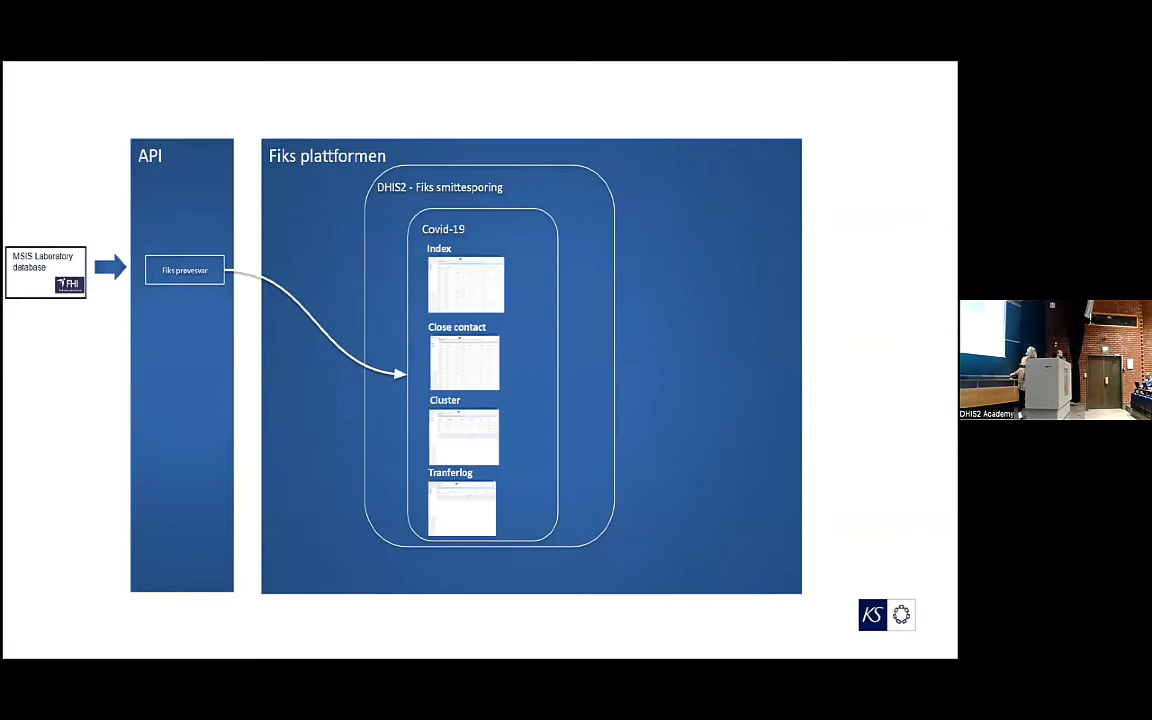 API
Fiks plattformen
DHIS2 - Fiks smittesporing
Covid-19
Index
MSIS Laboratory
database
FHI
Fiks prøvesvar
Close contact
Cluster
Tranferlog
DHIS2 Academy
KS